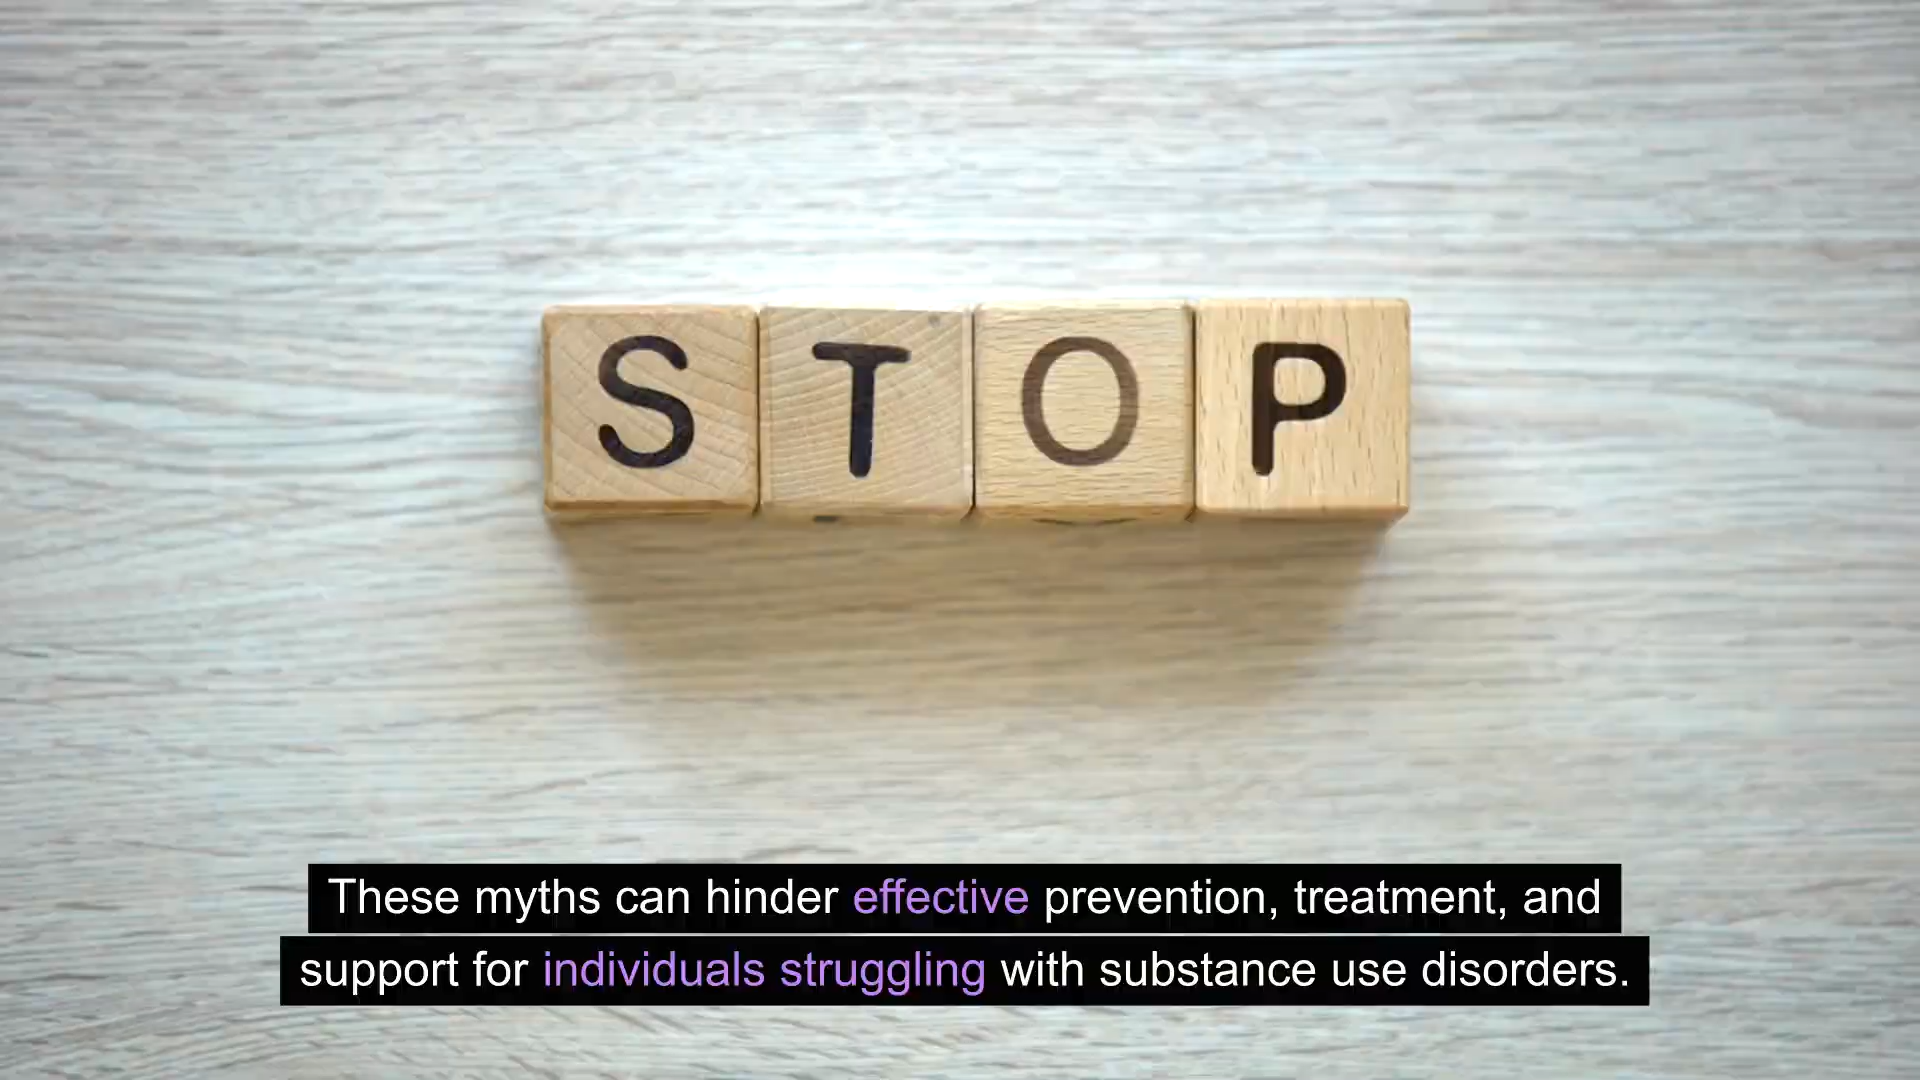 STOP
These myths can hinder effective prevention, treatment, and
support for individuals struggling with substance use disorders.